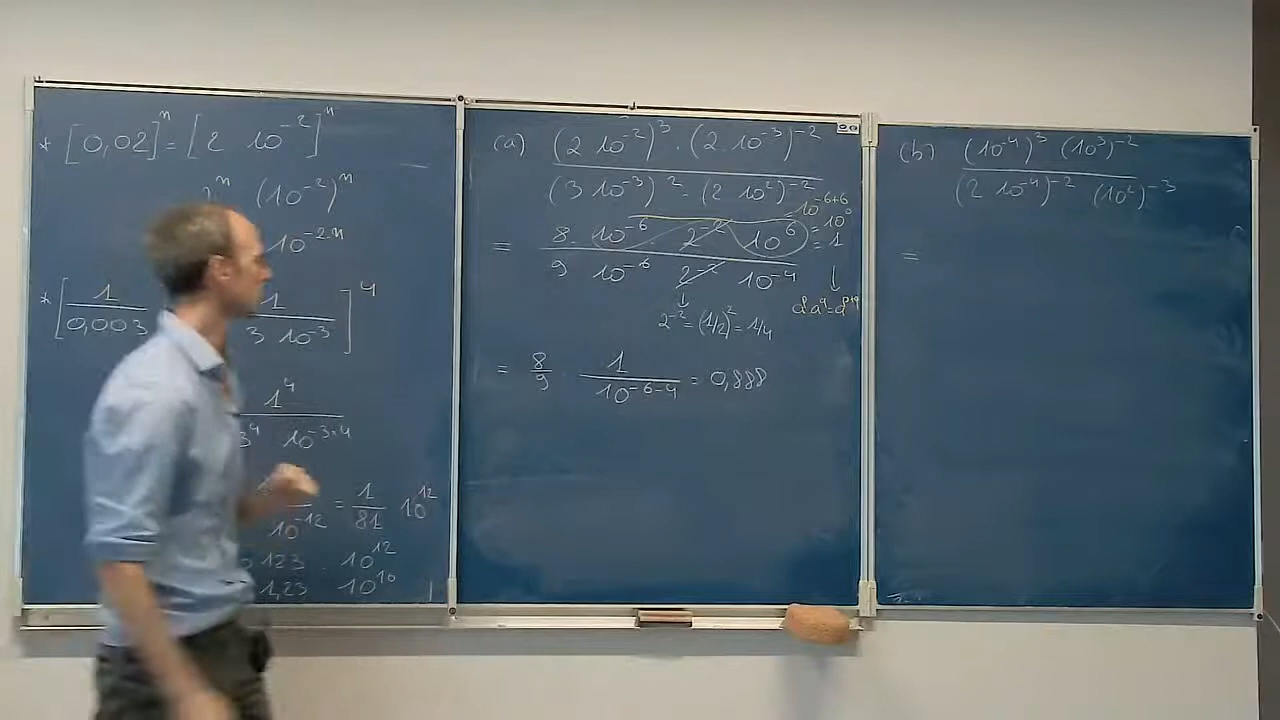 * [0,02]^n = [2 10^-2]^n
2^n (10^-2)^n
10^-2n
* [1/0,003 1/(3 10^-3)]^4
1^4/(3^4 10^-3×4)
/10^-12 = 1/81 10^12
0,123 . 10^12
1,23 10^10
(a) ((2 10^-2)^3 . (2 10^-3)^-2)/((3 10^-3)^2 . (2 10^2)^-2)
= (8. 10^-6 . 2^-2 10^6)/(9 10^-6 2^-2 10^-4)
10^-6+6
= 10^0
= 1
↓ ↓
2^-2 = (1/2)^2 = 1/4
= 8/9 . 1/10^-6-4 = 0,888
(b) ((10^-4)^3 (10^3)^-2)/((2 10^-4)^-2 (10^2)^-3)
=